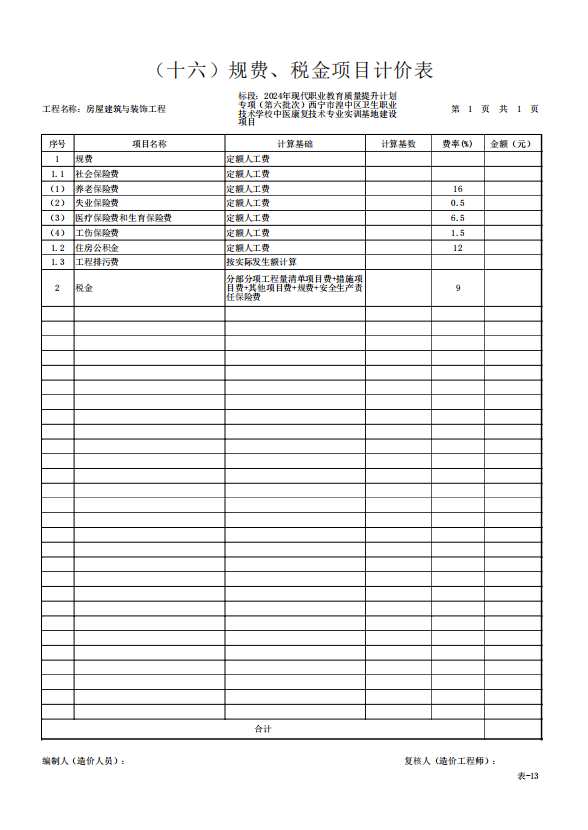 （十六）规费、税金项目计价表
工程名称：房屋建筑与装饰工程
标段：2024年现代职业教育质量提升计划
专项（第六批次）西宁市湟中区卫生职业
技术学校中医康复技术专业实训基地建设
项目
第 1 页 共 1 页
序号 项目名称 计算基础 计算基数 费率(%) 金额（元）
1 规费 定额人工费
1.1 社会保险费 定额人工费
（1） 养老保险费 定额人工费 16
（2） 失业保险费 定额人工费 0.5
（3） 医疗保险费和生育保险费 定额人工费 6.5
（4） 工伤保险费 定额人工费 1.5
1.2 住房公积金 定额人工费 12
1.3 工程排污费 按实际发生额计算
2 税金 分部分项工程量清单项目费+措施项
目费+其他项目费+规费+安全生产责
任保险费 9
合计
编制人（造价人员）： 复核人（造价工程师）：
表-13